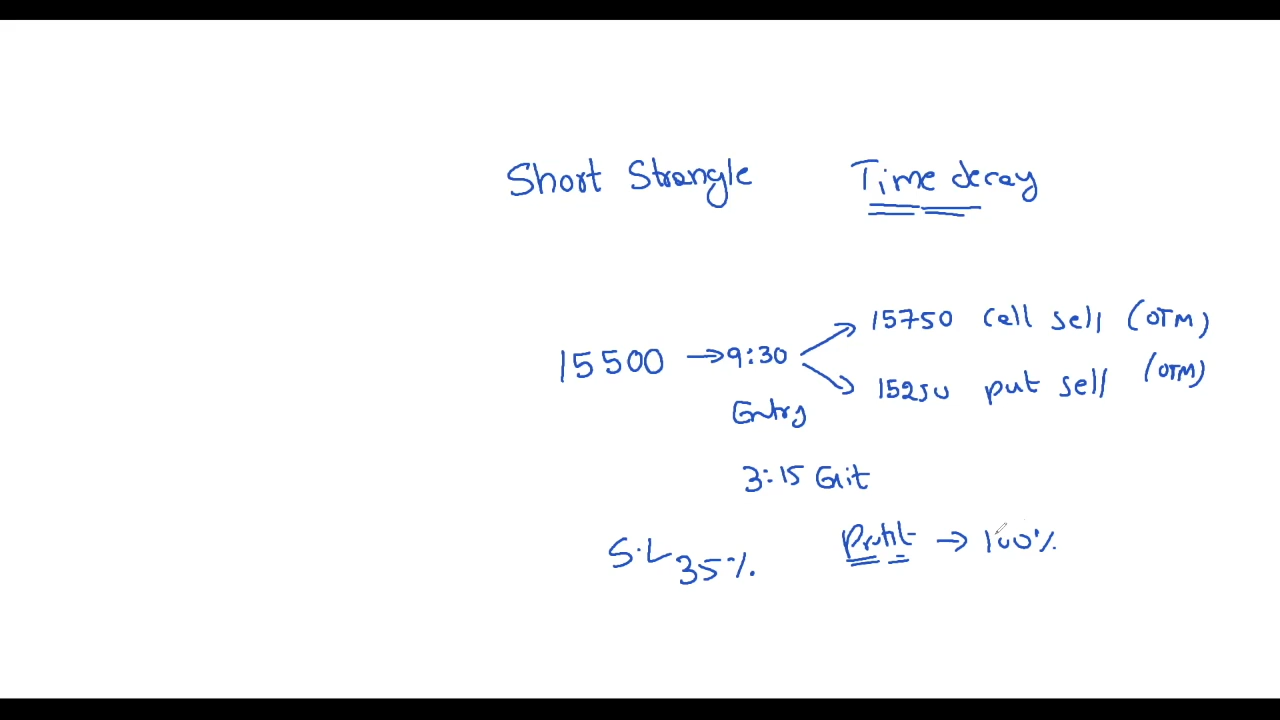 Short Strangle Time decay
15750 call sell (OTM)
15500 → 9:30
15250 put sell (OTM)
Entry
3:15 Exit
S.L 35%
Profit → 100%